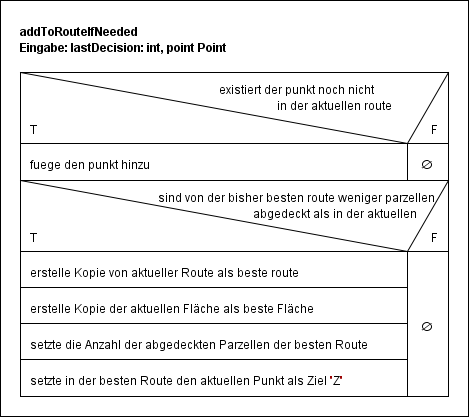 addToRouteIfNeeded
Eingabe: lastDecision: int, point Point
existiert der punkt noch nicht
in der aktuellen route
T
F
fuege den punkt hinzu
∅
sind von der bisher besten route weniger parzellen
abgedeckt als in der aktuellen
T
F
erstelle Kopie von aktueller Route als beste route
erstelle Kopie der aktuellen Fläche als beste Fläche
∅
setzte die Anzahl der abgedeckten Parzellen der besten Route
setzte in der besten Route den aktuellen Punkt als Ziel "Z"